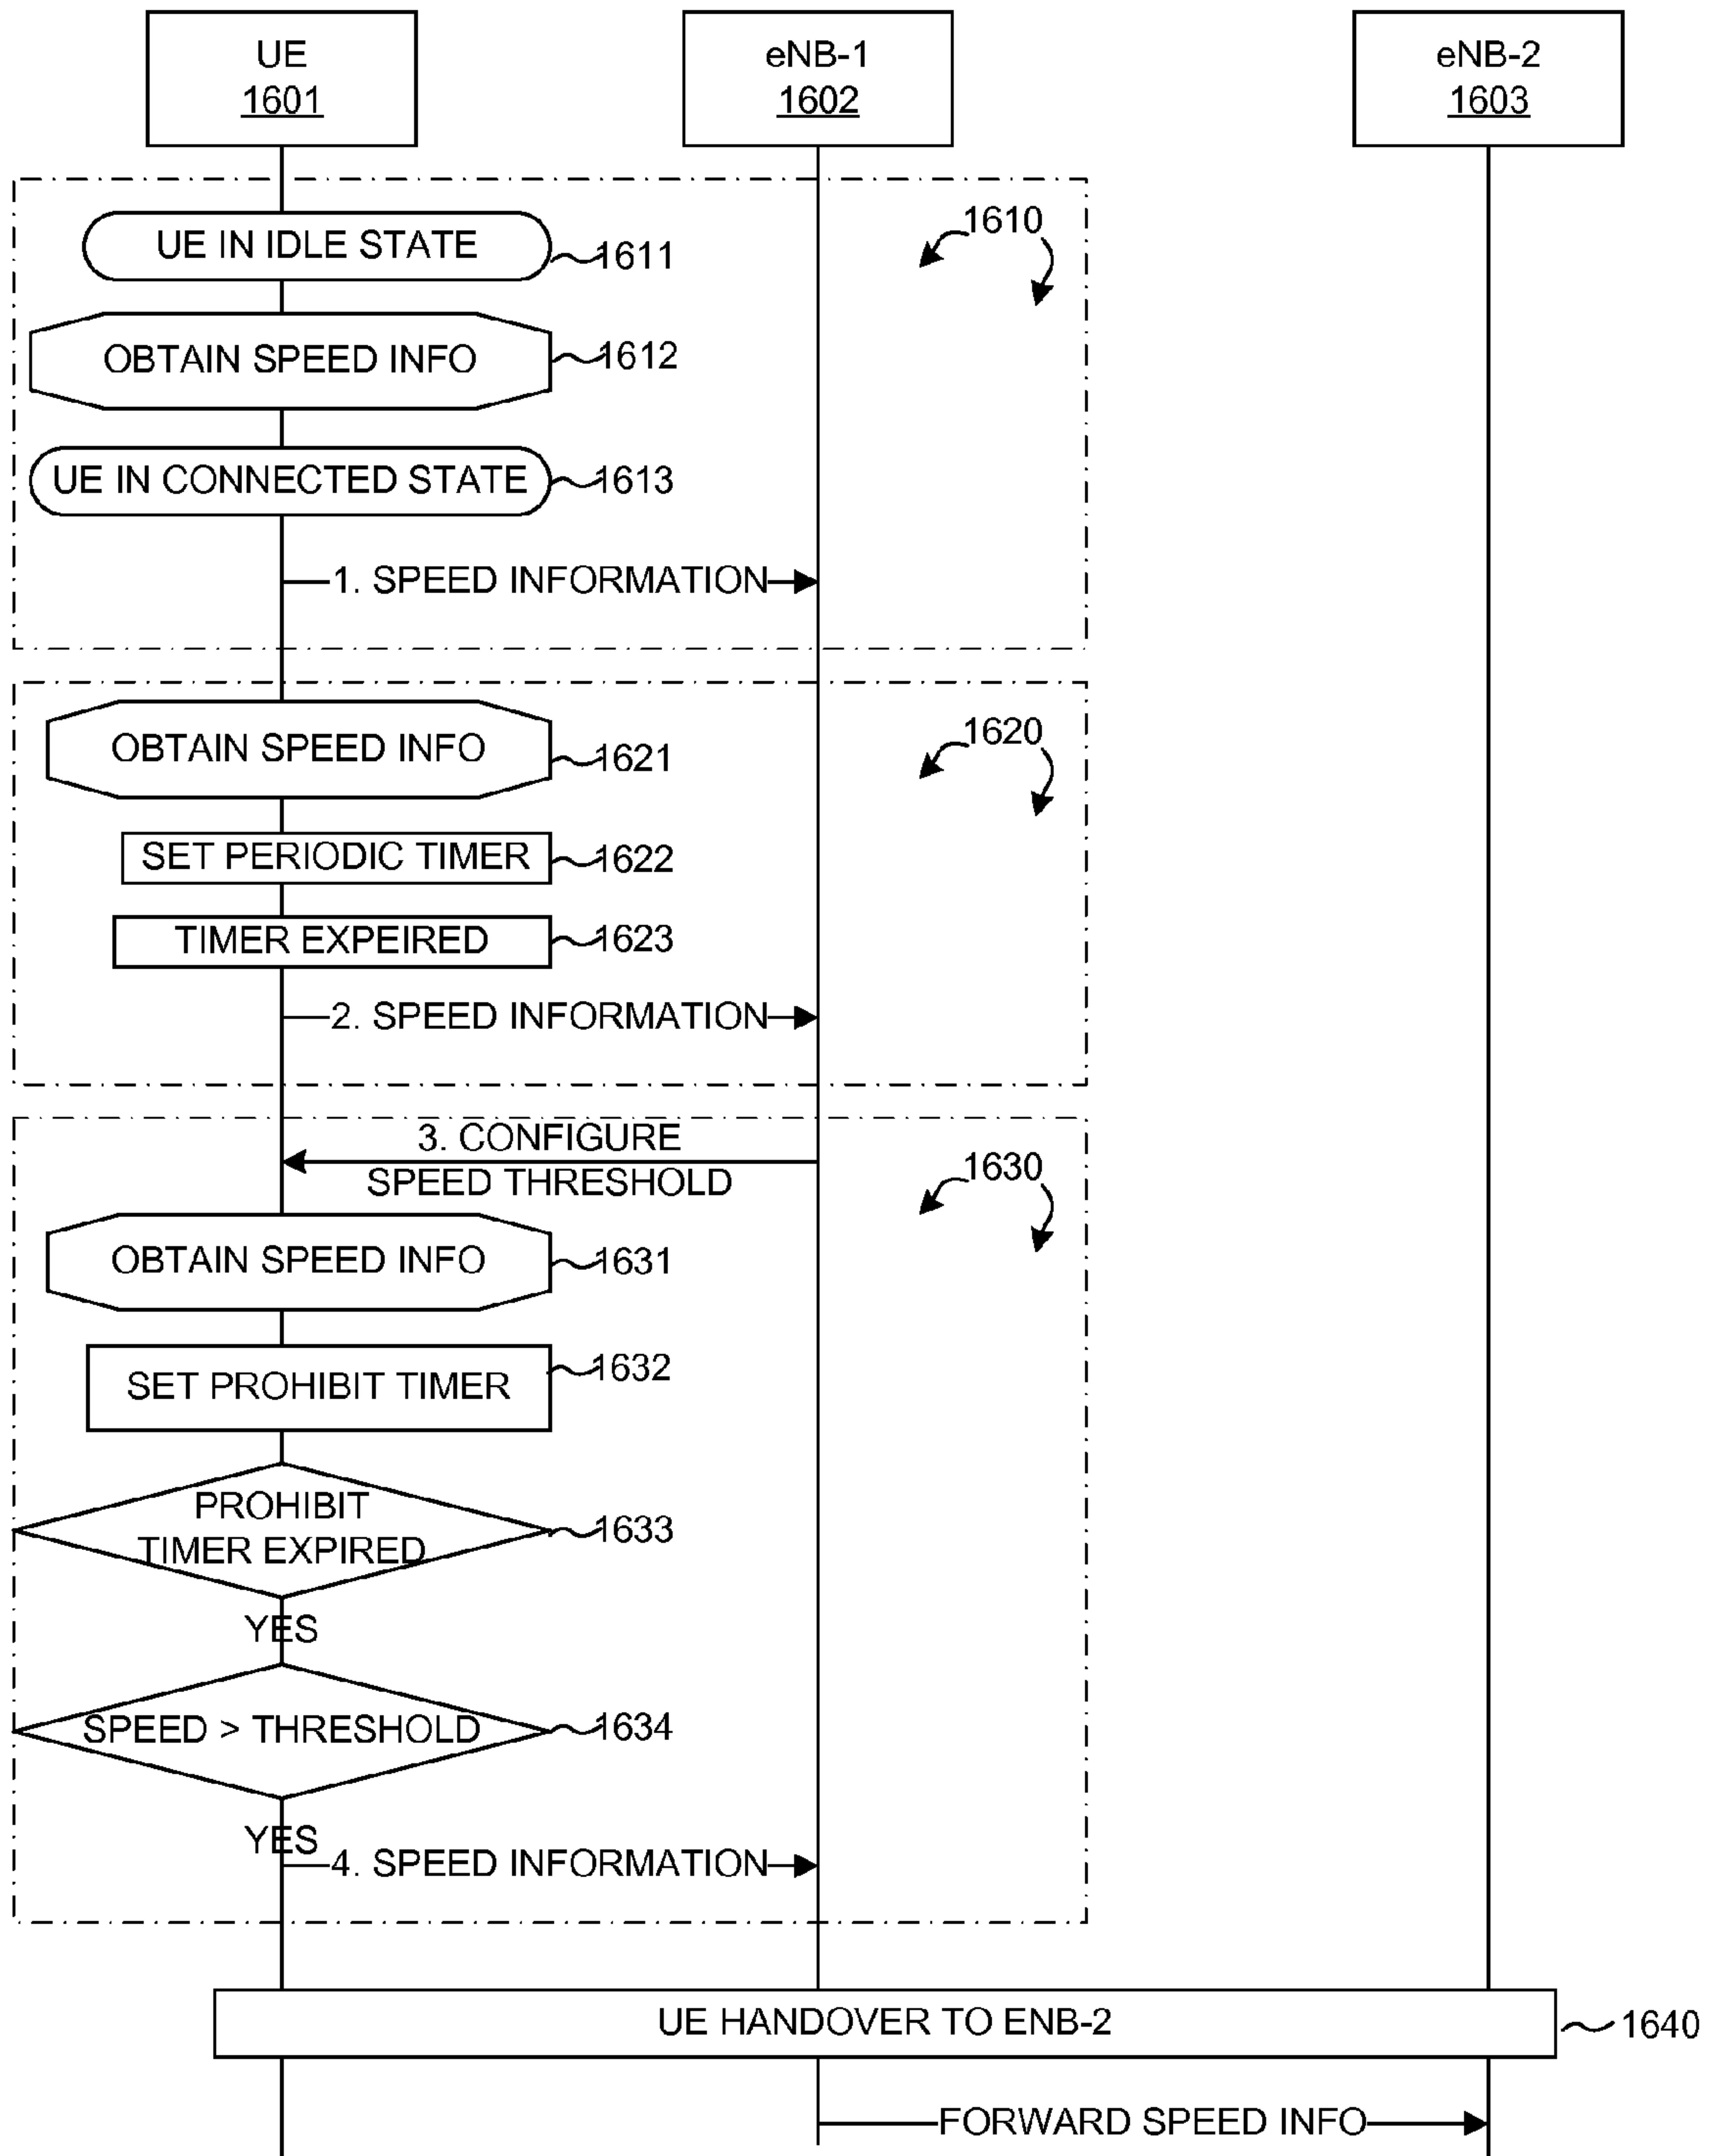 UE
1601
eNB-1
1602
eNB-2
1603
1610
UE IN IDLE STATE
1611
OBTAIN SPEED INFO
1612
UE IN CONNECTED STATE
1613
1. SPEED INFORMATION
1620
OBTAIN SPEED INFO
1621
SET PERIODIC TIMER
1622
TIMER EXPEIRED
1623
2. SPEED INFORMATION
3. CONFIGURE
SPEED THRESHOLD
1630
OBTAIN SPEED INFO
1631
SET PROHIBIT TIMER
1632
PROHIBIT
TIMER EXPIRED
1633
YES
SPEED > THRESHOLD
1634
YES
4. SPEED INFORMATION
UE HANDOVER TO ENB-2
1640
FORWARD SPEED INFO